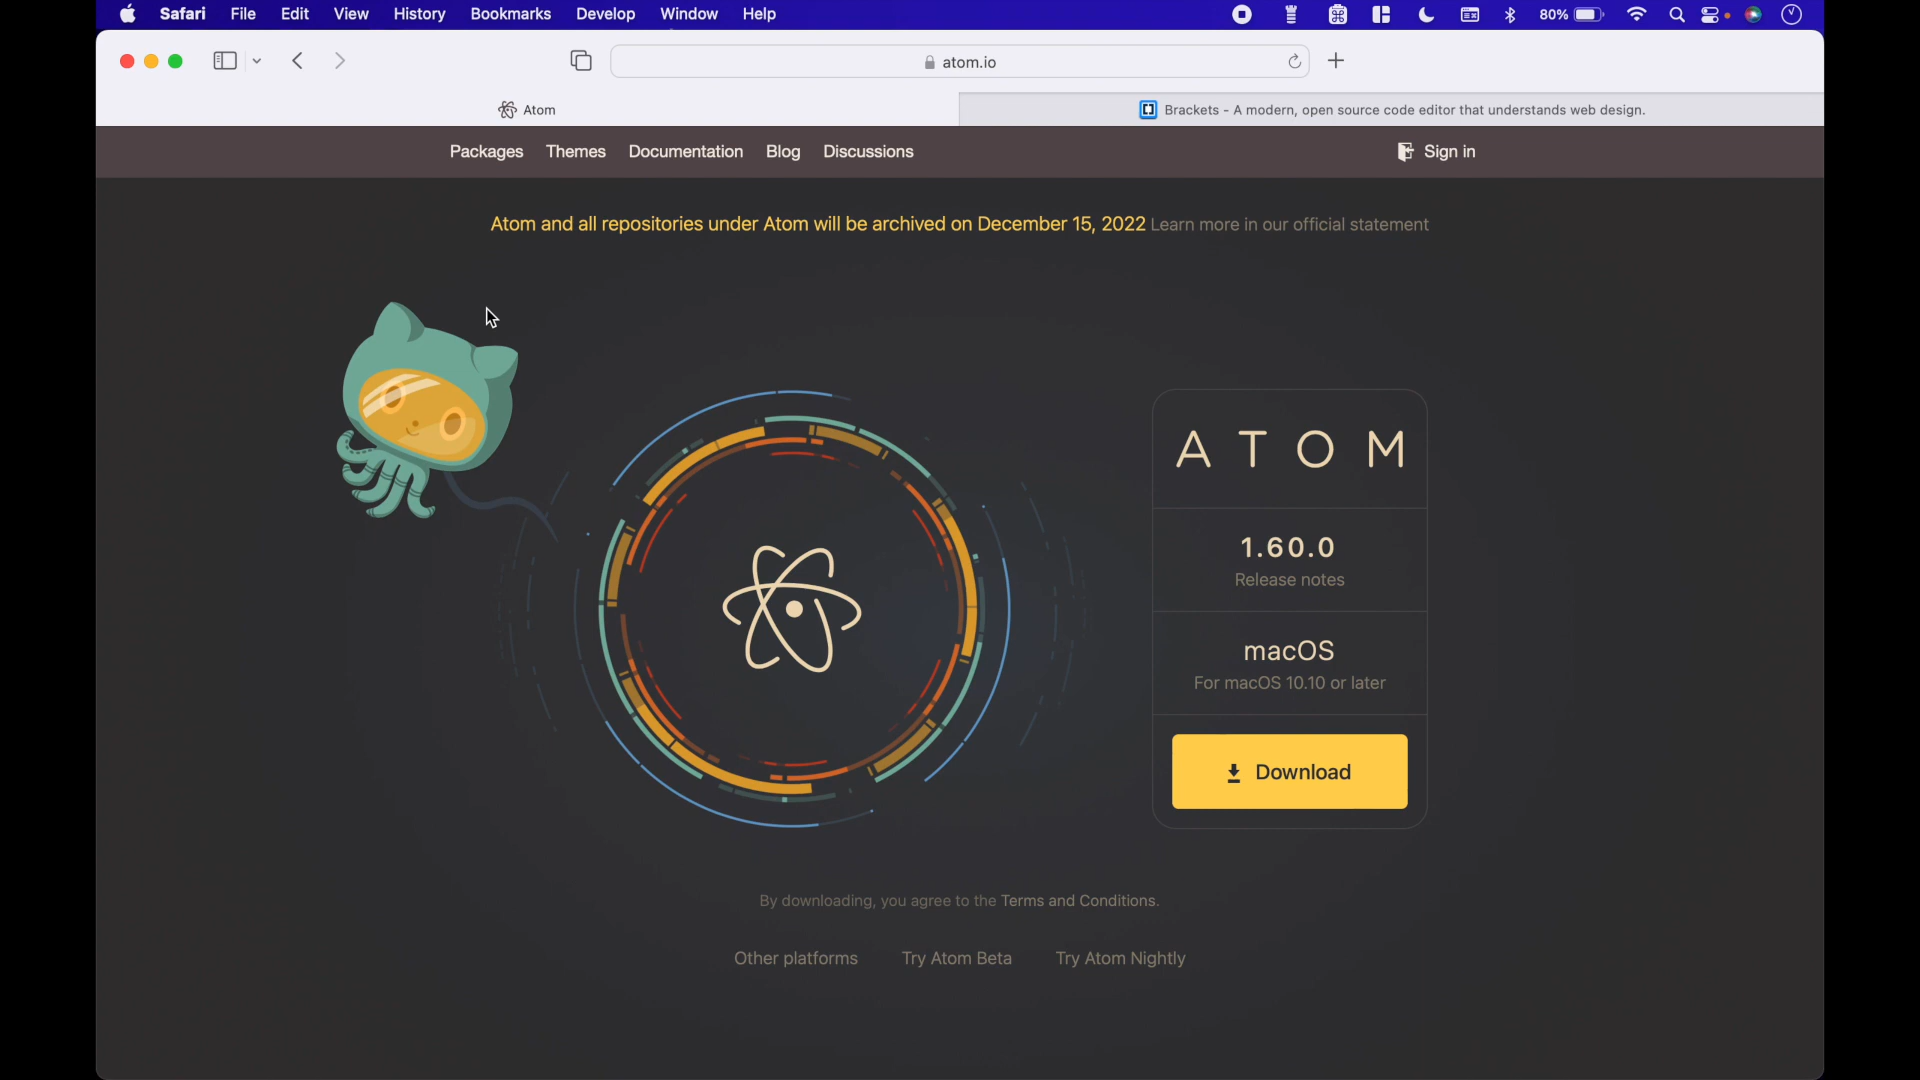 Safari File Edit View History Bookmarks Develop Window Help 80%
atom.io
Atom
Brackets - A modern, open source code editor that understands web design.
Packages Themes Documentation Blog Discussions Sign in
Atom and all repositories under Atom will be archived on December 15, 2022 Learn more in our official statement
ATOM
1.60.0
Release notes
macOS
For macOS 10.10 or later
Download
By downloading, you agree to the Terms and Conditions.
Other platforms Try Atom Beta Try Atom Nightly